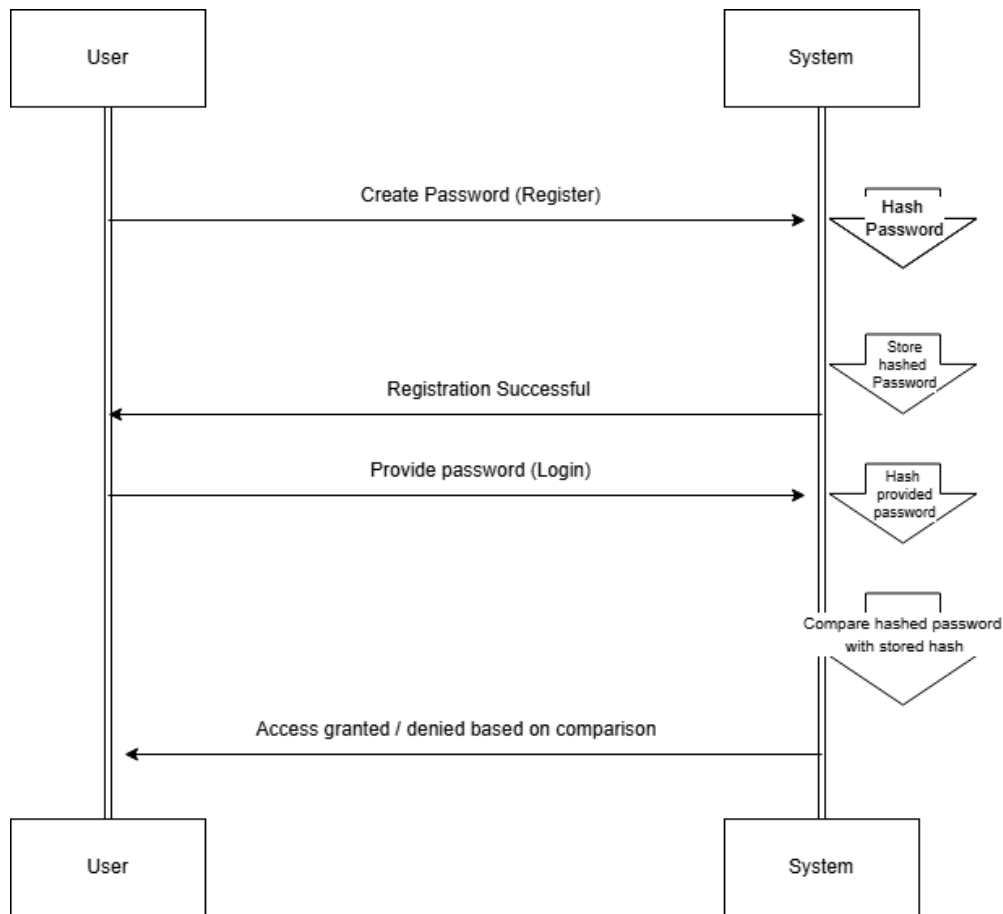 User
System
Create Password (Register)
Hash
Password
Store
hashed
Password
Registration Successful
Provide password (Login)
Hash
provided
password
Compare hashed password
with stored hash
Access granted / denied based on comparison
User
System